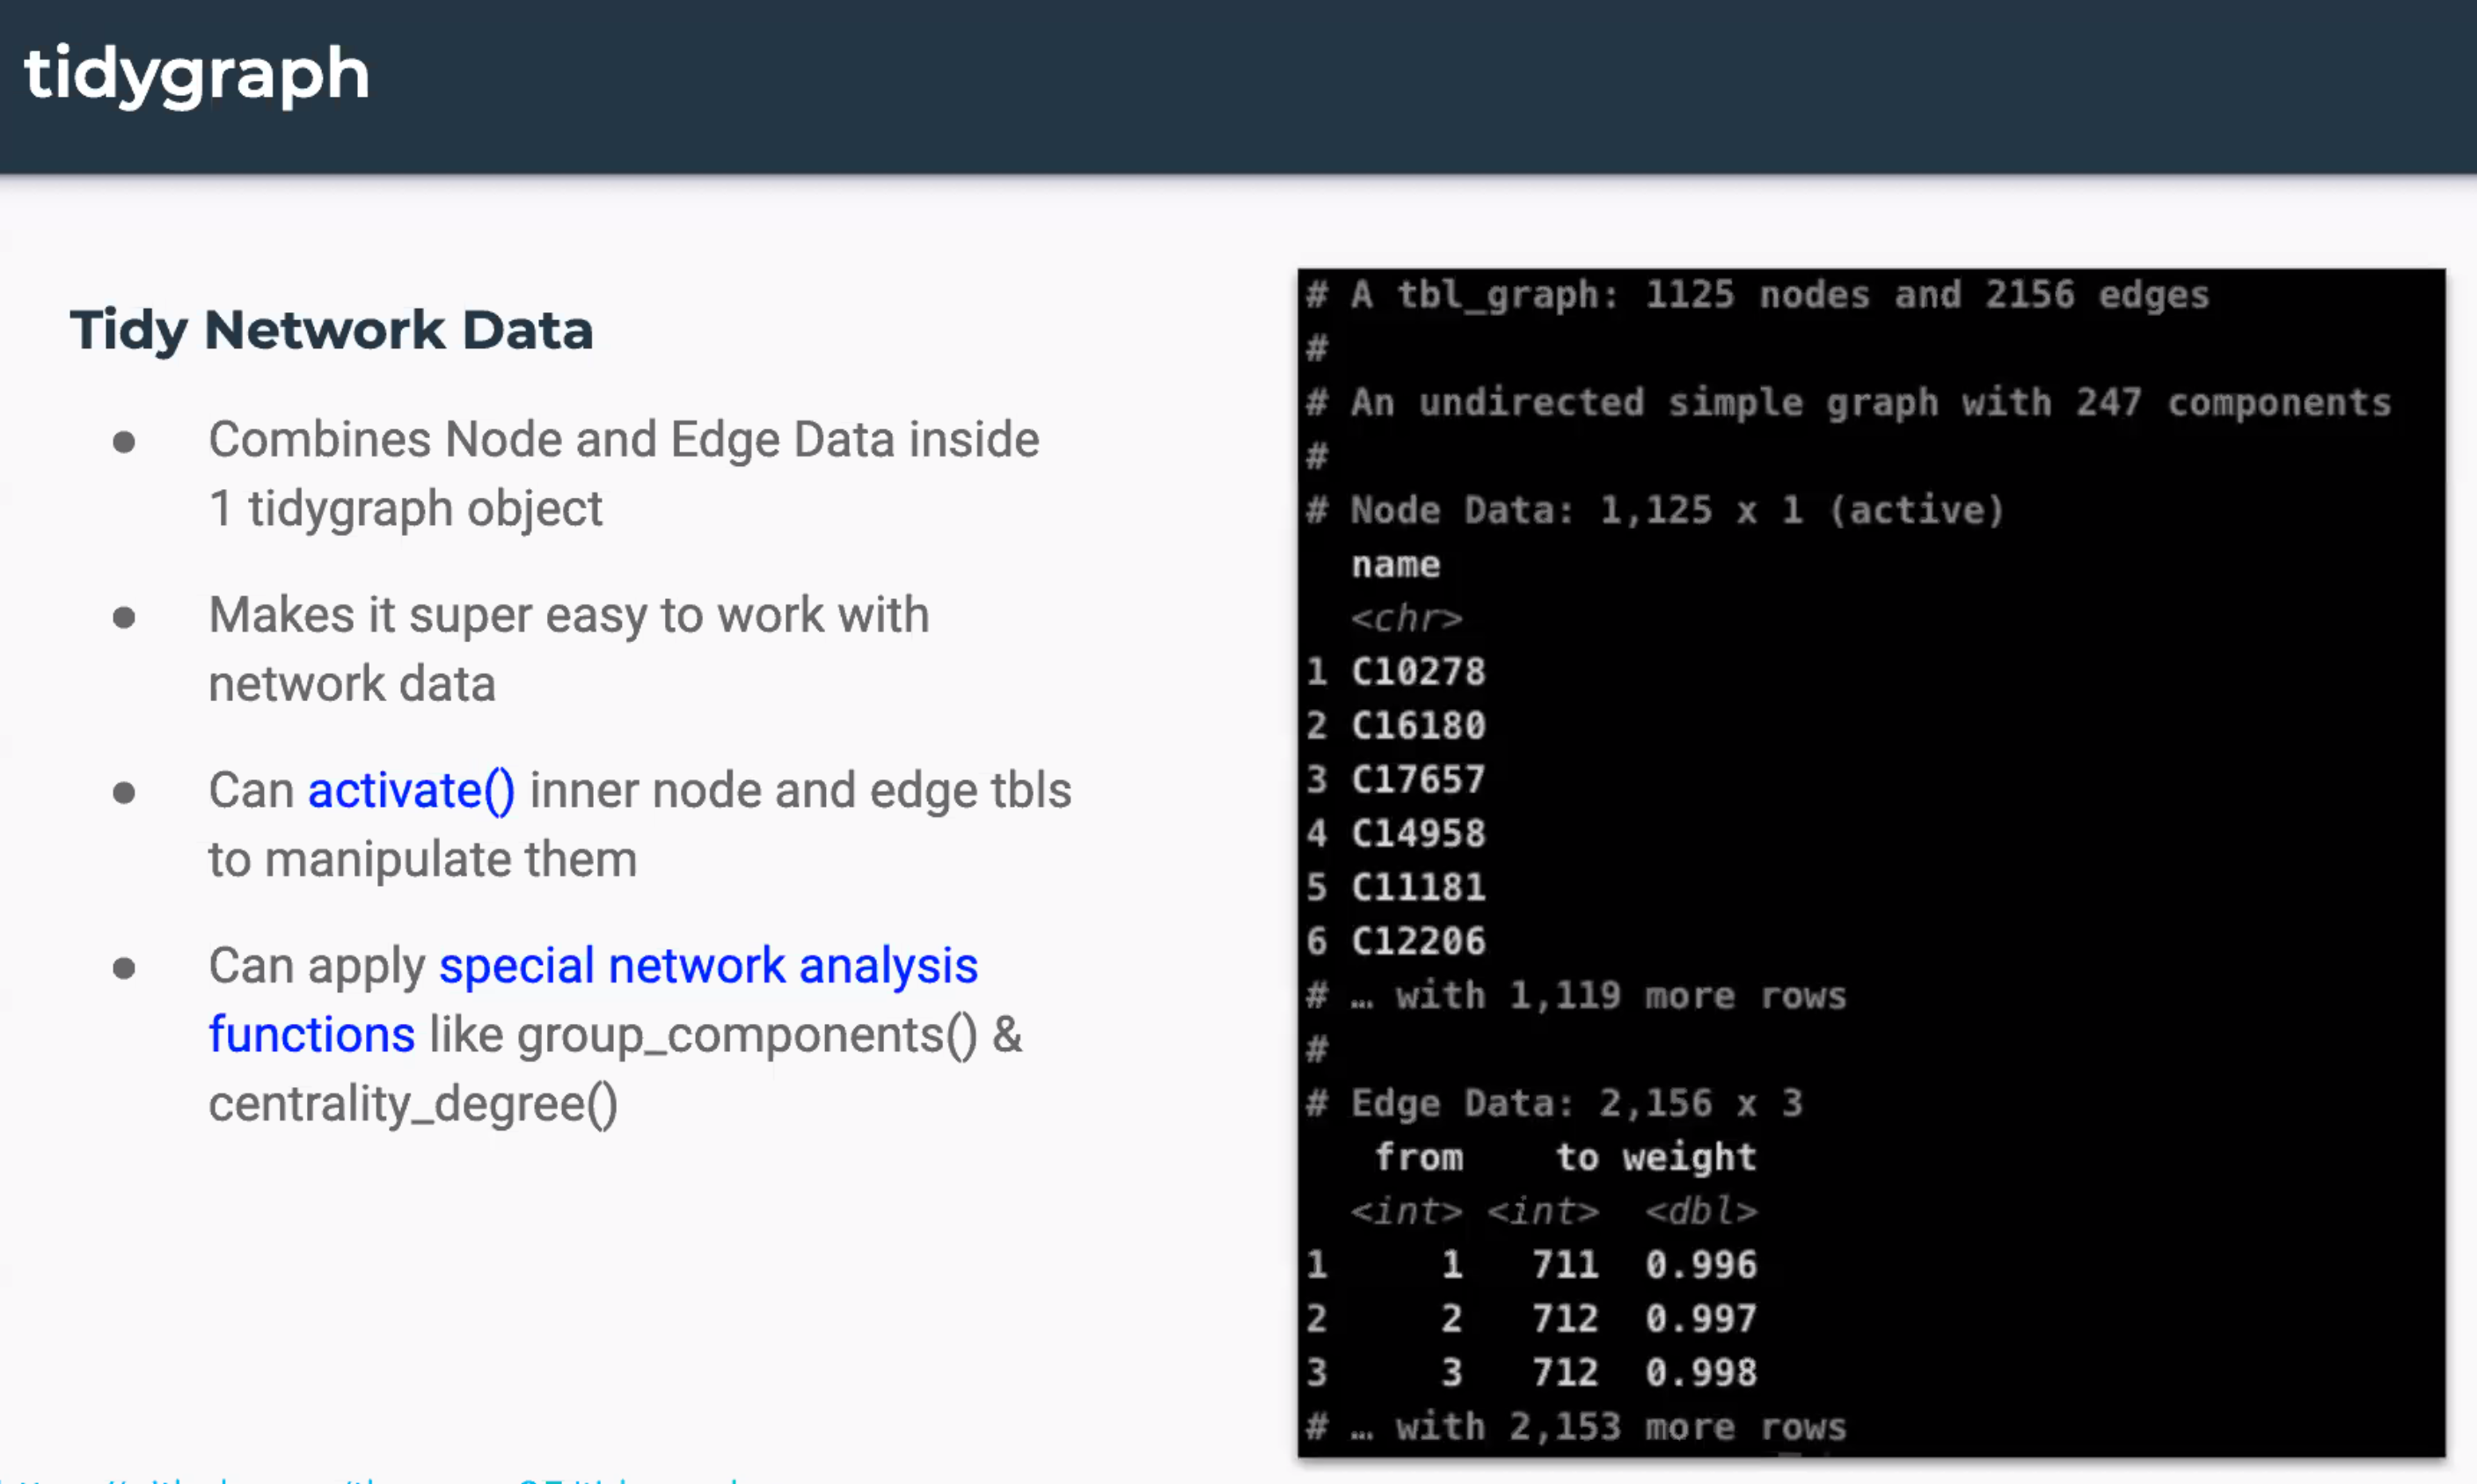 tidygraph
Tidy Network Data
● Combines Node and Edge Data inside
1 tidygraph object
● Makes it super easy to work with
network data
● Can activate() inner node and edge tbls
to manipulate them
● Can apply special network analysis
functions like group_components() &
centrality_degree()
# A tbl_graph: 1125 nodes and 2156 edges
#
# An undirected simple graph with 247 components
#
# Node Data: 1,125 x 1 (active)
name
<chr>
1 C10278
2 C16180
3 C17657
4 C14958
5 C11181
6 C12206
# … with 1,119 more rows
#
# Edge Data: 2,156 x 3
from to weight
<int> <int> <dbl>
1 1 711 0.996
2 2 712 0.997
3 3 712 0.998
# … with 2,153 more rows